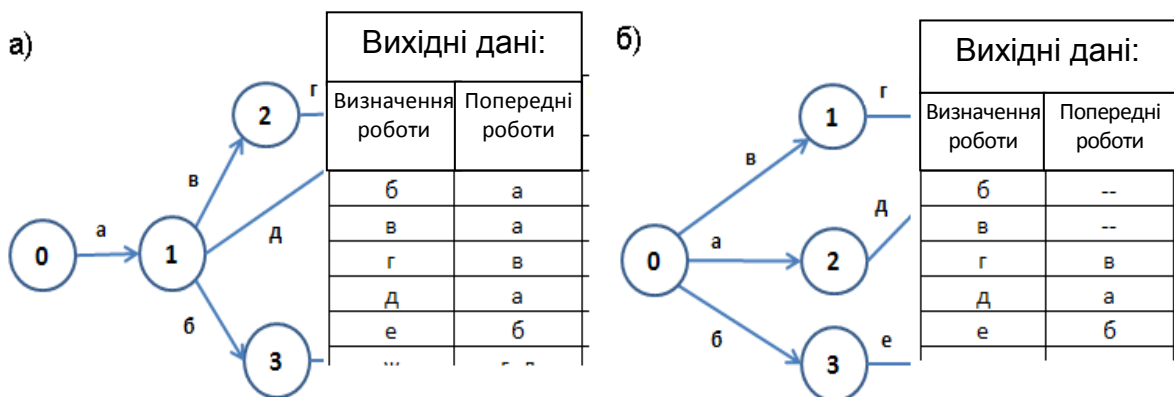 а)
Вихідні дані:
Визначення роботи
Попередні роботи
б а
в а
г в
д а
е б
0
1
2
3
а
в
б
г
д
б)
Вихідні дані:
Визначення роботи
Попередні роботи
б --
в --
г в
д а
е б
0
1
2
3
в
а
б
г
д
е